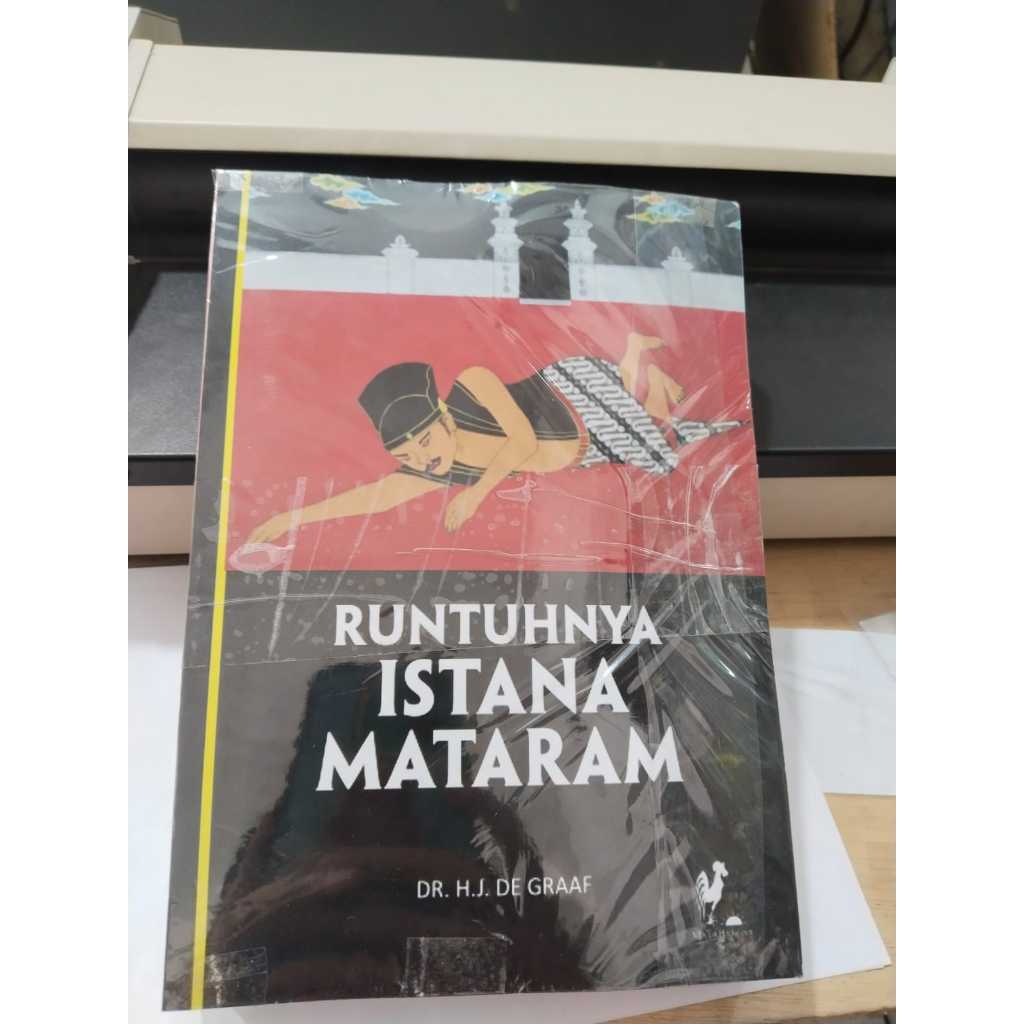 RUNTUHNYA
ISTANA
MATARAM
DR. H.J. DE GRAAF